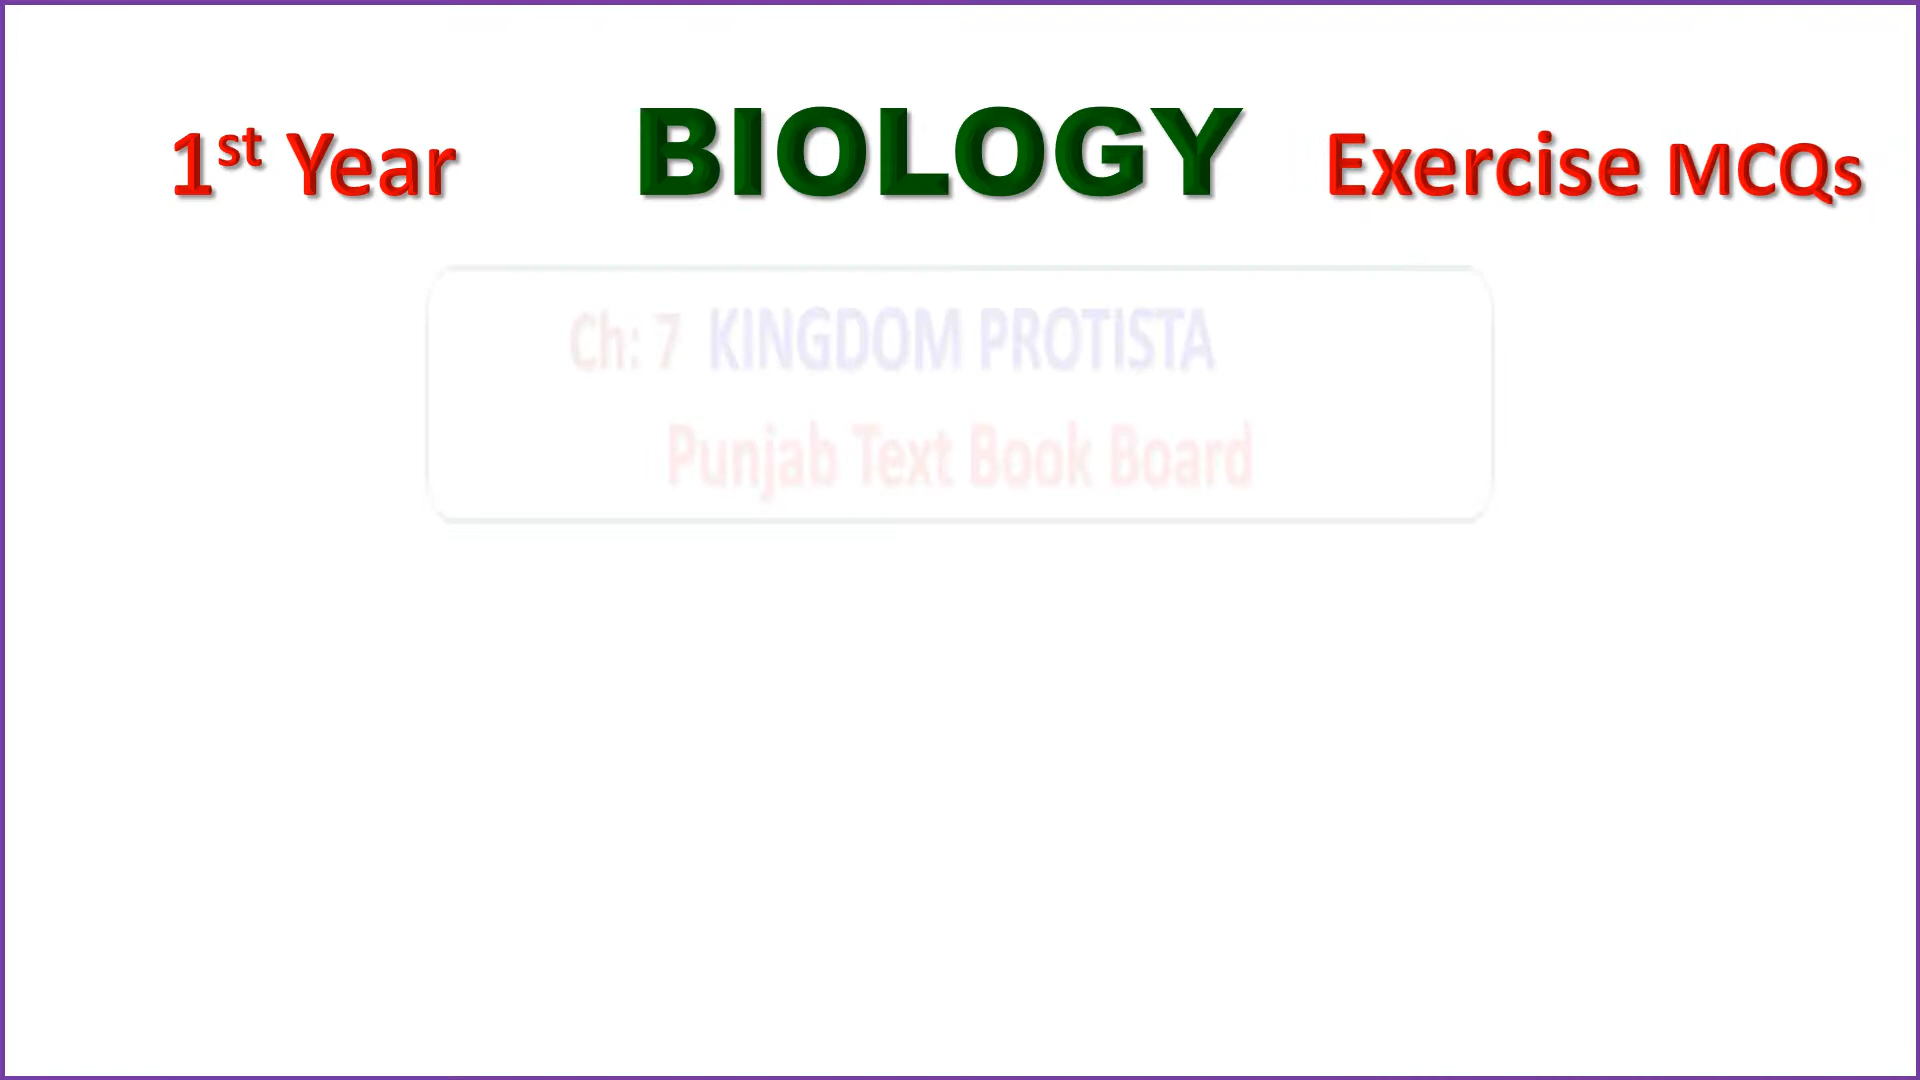 1st Year BIOLOGY Exercise MCQs
Ch: 7 KINGDOM PROTISTA
Punjab Text Book Board